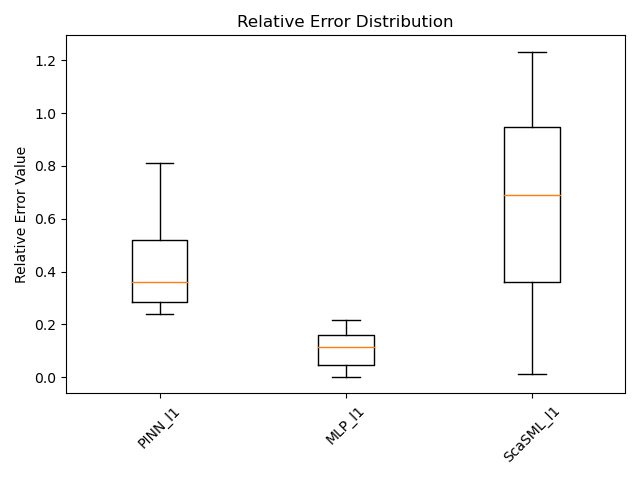 Relative Error Distribution
Relative Error Value
1.2
1.0
0.8
0.6
0.4
0.2
0.0
PINN_l1
MLP_l1
ScaSML_l1